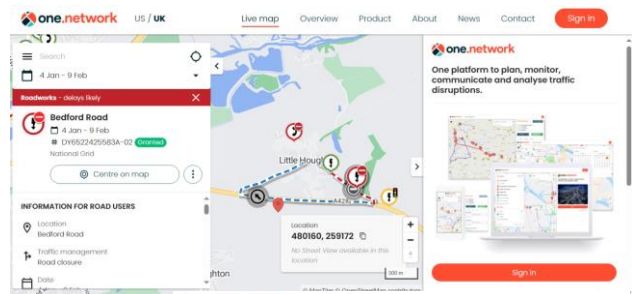 one.network
US / UK
Live map
Overview
Product
About
News
Contact
Sign in
Search
4 Jan - 9 Feb
Roadworks - delays likely
Bedford Road
4 Jan - 9 Feb
# DY6522425583A-02 Granted
National Grid
Centre on map
INFORMATION FOR ROAD USERS
Location
Bedford Road
Traffic management
Road closure
Date
Little Hough
Location
480160, 259172
No Street View available in this
location
200 m
one.network
One platform to plan, monitor,
communicate and analyse traffic
disruptions.
Sign in